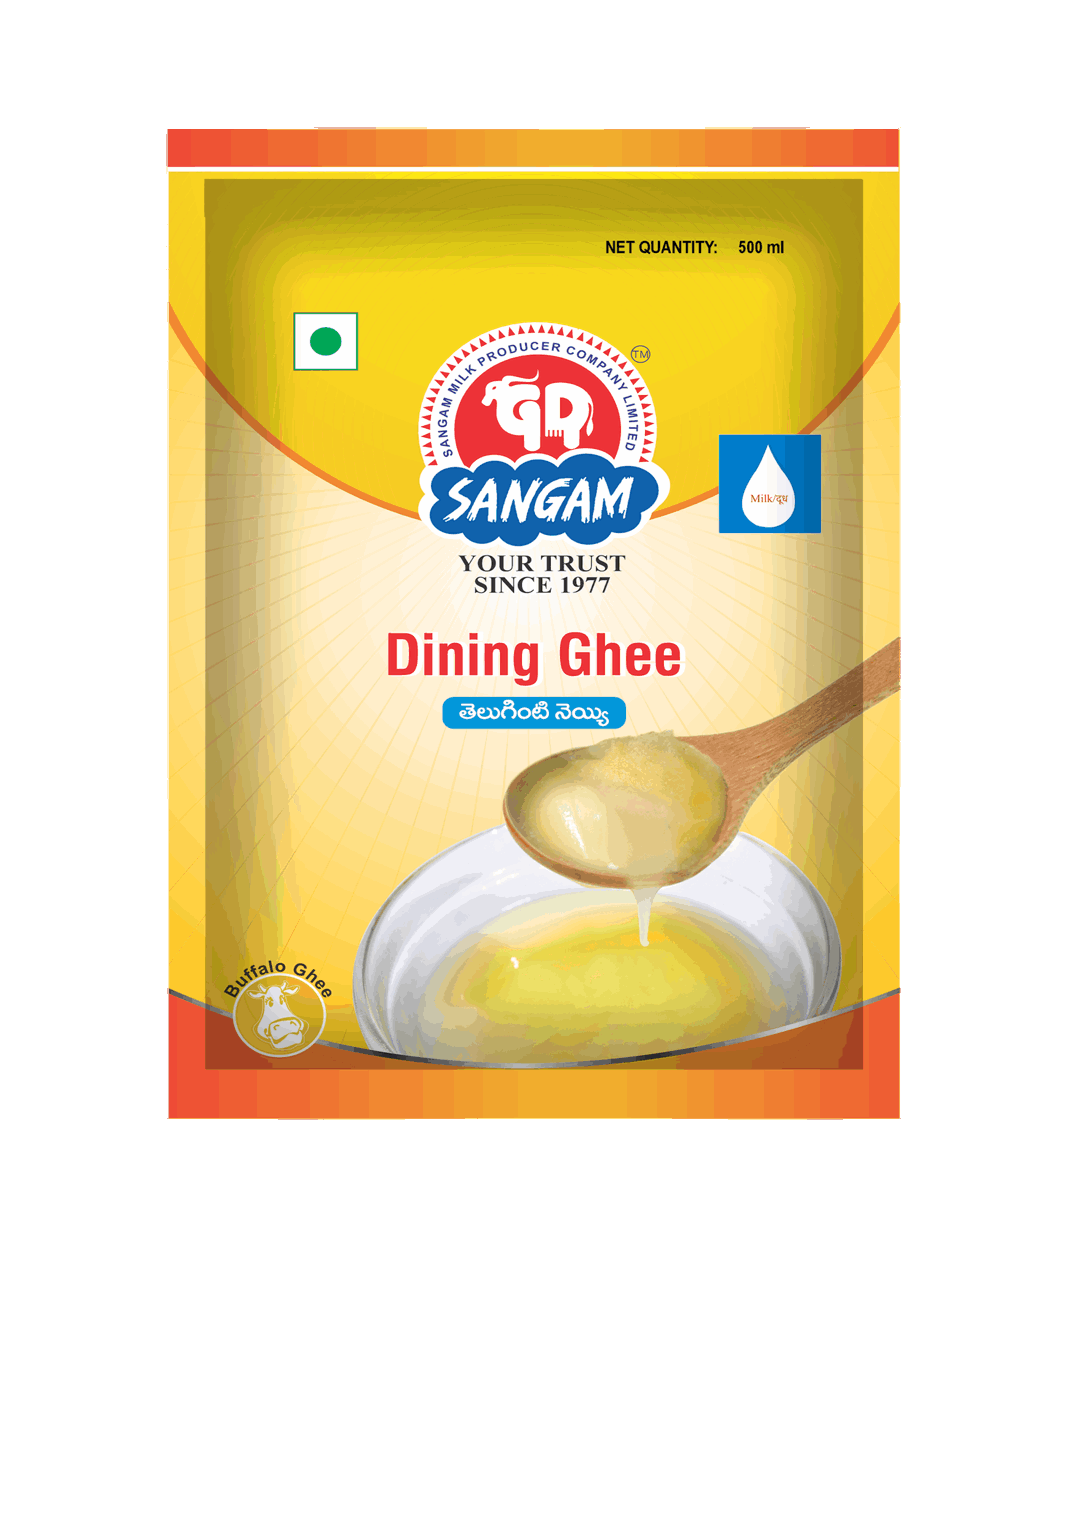 NET QUANTITY: 500 ml
SANGAM MILK PRODUCER COMPANY LIMITED
TM
SANGAM
Milk/दूध
YOUR TRUST
SINCE 1977
Dining Ghee
తెలుగింటి నెయ్యి
Buffalo Ghee